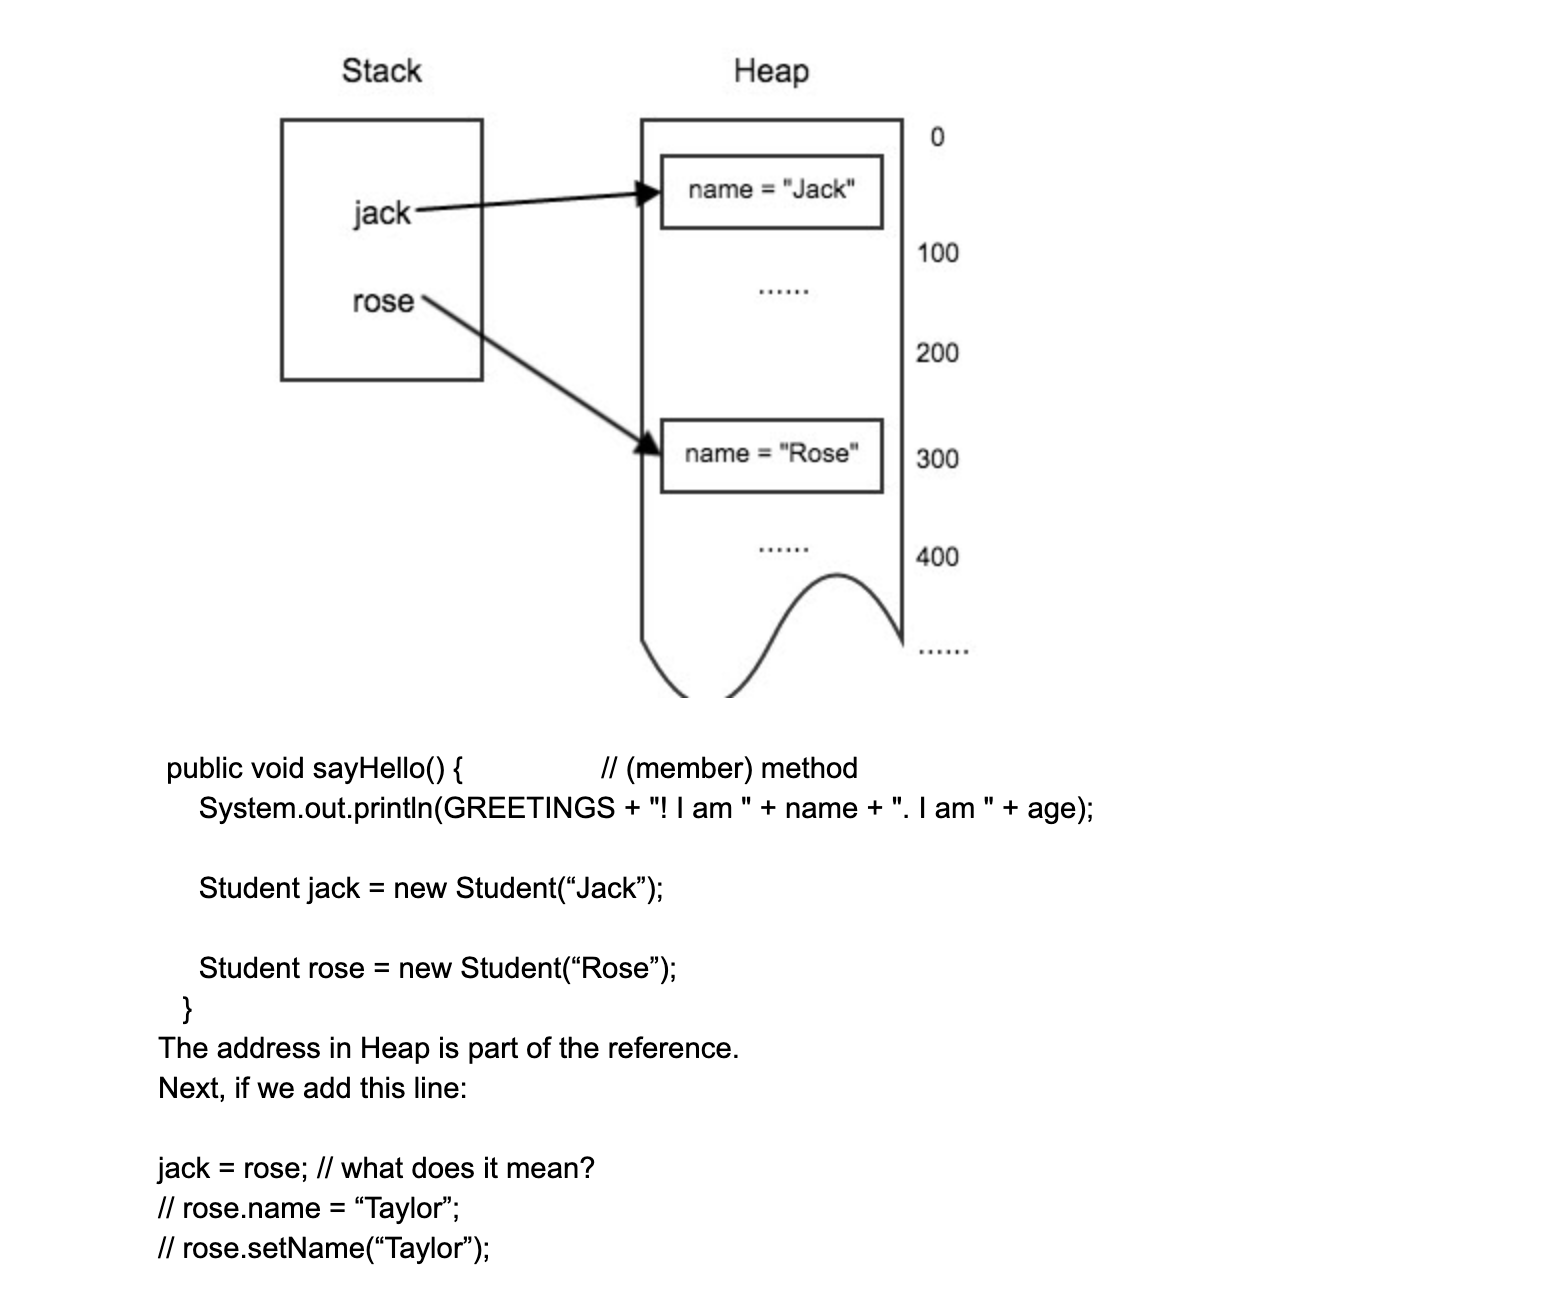 Stack
Heap
0
jack
name = "Jack"
100
......
rose
200
name = "Rose"
300
......
400
......
public void sayHello() { // (member) method
System.out.println(GREETINGS + "! I am " + name + ". I am " + age);
Student jack = new Student(“Jack”);
Student rose = new Student(“Rose”);
}
The address in Heap is part of the reference.
Next, if we add this line:
jack = rose; // what does it mean?
// rose.name = “Taylor”;
// rose.setName(“Taylor”);